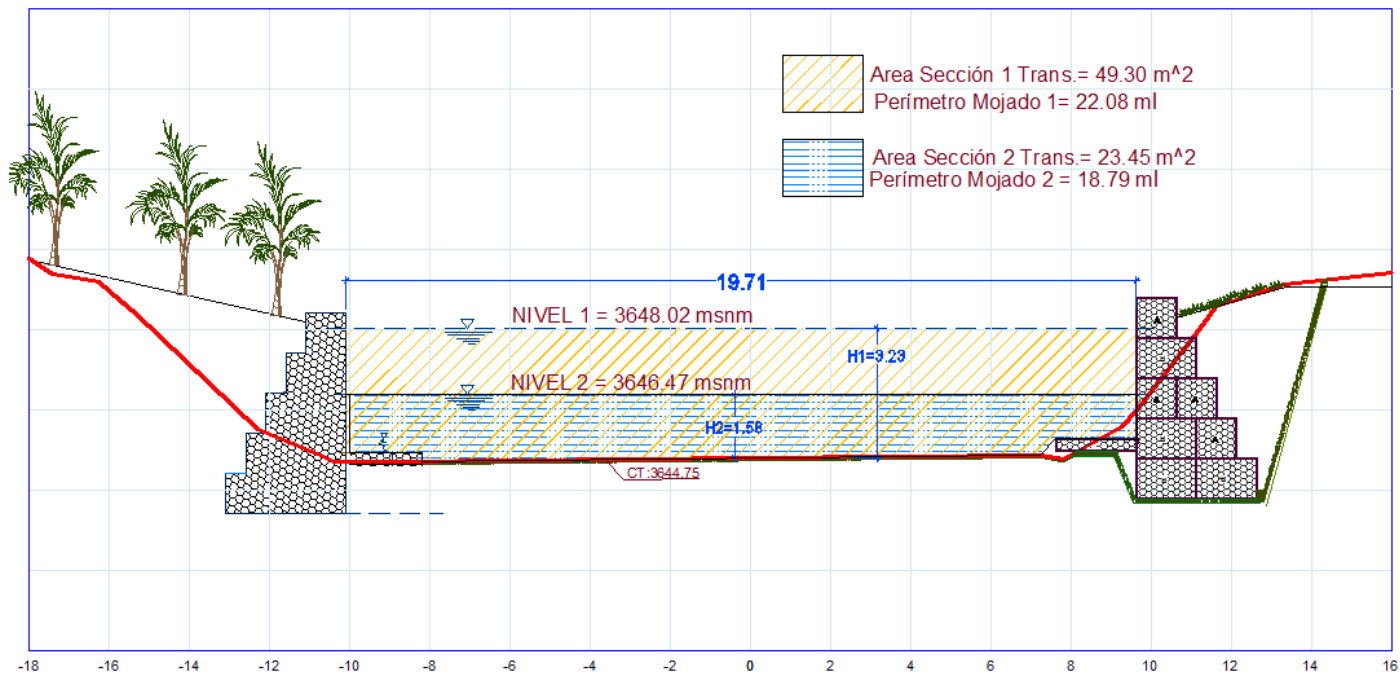 Area Sección 1 Trans.= 49.30 m^2
Perímetro Mojado 1= 22.08 ml
Area Sección 2 Trans.= 23.45 m^2
Perímetro Mojado 2 = 18.79 ml
19.71
NIVEL 1 = 3648.02 msnm
H1=3.23
NIVEL 2 = 3646.47 msnm
H2=1.58
CT:3644.75
-18 -16 -14 -12 -10 -8 -6 -4 -2 0 2 4 6 8 10 12 14 16